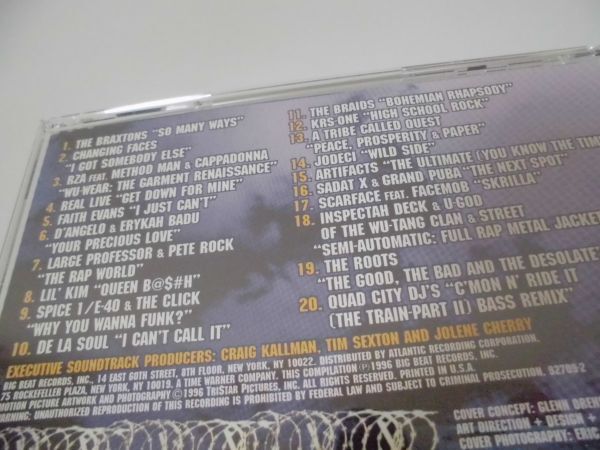 1. THE BRAXTONS "SO MANY WAYS"
2. CHANGING FACES
"I GOT SOMEBODY ELSE"
3. RZA FEAT. METHOD MAN & CAPPADONNA
"WU-WEAR: THE GARMENT RENAISSANCE"
4. REAL LIVE "GET DOWN FOR MINE"
5. FAITH EVANS "I JUST CAN'T"
6. D'ANGELO & ERYKAH BADU
"YOUR PRECIOUS LOVE"
7. LARGE PROFESSOR & PETE ROCK
"THE RAP WORLD"
8. LIL' KIM "QUEEN B@$#H"
9. SPICE 1/E-40 & THE CLICK
"WHY YOU WANNA FUNK?"
10. DE LA SOUL "I CAN'T CALL IT"
11. THE BRAIDS "BOHEMIAN RHAPSODY"
12. KRS-ONE "HIGH SCHOOL ROCK"
13. A TRIBE CALLED QUEST
"PEACE, PROSPERITY & PAPER"
14. JODECI "WILD SIDE"
15. ARTIFACTS "THE ULTIMATE (YOU KNOW THE TIME
16. SADAT X & GRAND PUBA "THE NEXT SPOT"
17. SCARFACE FEAT. FACEMOB "SKRILLA"
18. INSPECTAH DECK & U-GOD
OF THE WU-TANG CLAN & STREET
"SEMI-AUTOMATIC: FULL RAP METAL JACKET
19. THE ROOTS
"THE GOOD, THE BAD AND THE DESOLATE
20. QUAD CITY DJ'S "C'MON N' RIDE IT
(THE TRAIN-PART II) BASS REMIX"
EXECUTIVE SOUNDTRACK PRODUCERS: CRAIG KALLMAN, TIM SEXTON AND JOLENE CHERRY
BIG BEAT RECORDS, INC., 14 EAST 60TH STREET, 8TH FLOOR, NEW YORK, NY 10022. DISTRIBUTED BY ATLANTIC RECORDING CORPORATION,
75 ROCKEFELLER PLAZA, NEW YORK, NY 10019. A TIME WARNER COMPANY. THIS COMPILATION ℗1996 BIG BEAT RECORDS, INC.
MOTION PICTURE ARTWORK AND PHOTOGRAPHY ©1996 TRISTAR PICTURES, INC. ALL RIGHTS RESERVED. PRINTED IN U.S.A.
WARNING: UNAUTHORIZED REPRODUCTION OF THIS RECORDING IS PROHIBITED BY FEDERAL LAW AND SUBJECT TO CRIMINAL PROSECUTION. 92709-2
COVER CONCEPT: GLENN
ART DIRECTION + DESIGN +
COVER PHOTOGRAPHY: ERIC